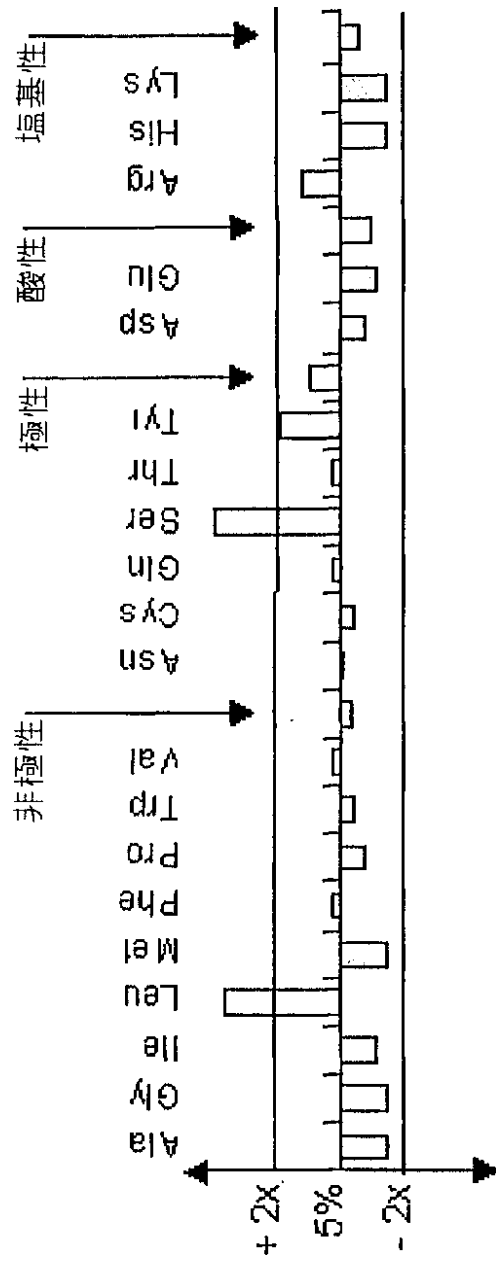 非極性
極性
酸性
塩基性
Ala
Gly
Ile
Leu
Met
Phe
Pro
Trp
Val
Asn
Cys
Gln
Ser
Thr
Tyr
Asp
Glu
Arg
His
Lys
+ 2X
5%
- 2X